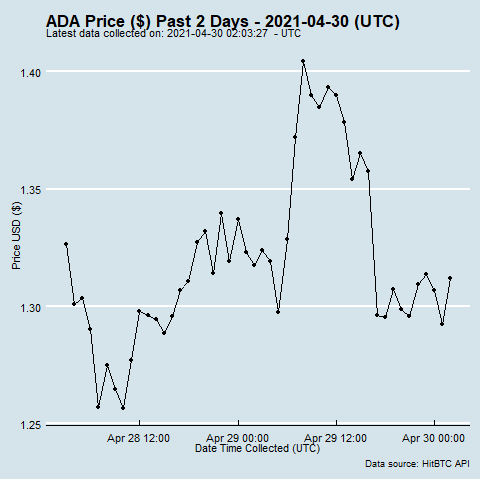 ADA Price ($) Past 2 Days - 2021-04-30 (UTC)
Latest data collected on: 2021-04-30 02:03:27 - UTC
1.40
1.35
1.30
1.25
Price USD ($)
Apr 28 12:00
Apr 29 00:00
Apr 29 12:00
Apr 30 00:00
Date Time Collected (UTC)
Data source: HitBTC API